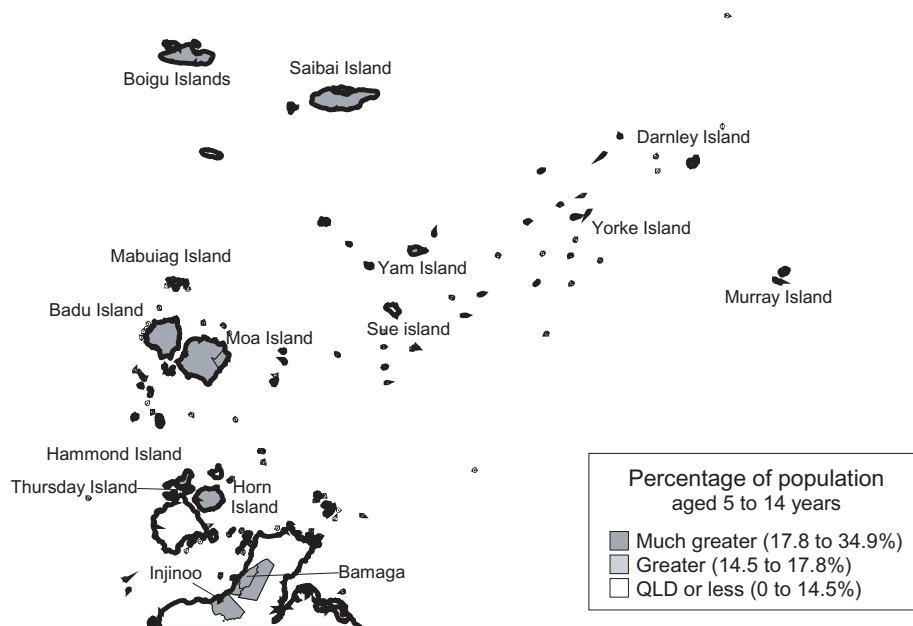 Boigu Islands
Saibai Island
Darnley Island
Yorke Island
Mabuiag Island
Yam Island
Murray Island
Badu Island
Moa Island
Sue island
Hammond Island
Thursday Island
Horn
Island
Injinoo
Bamaga
Percentage of population
aged 5 to 14 years
Much greater (17.8 to 34.9%)
Greater (14.5 to 17.8%)
QLD or less (0 to 14.5%)